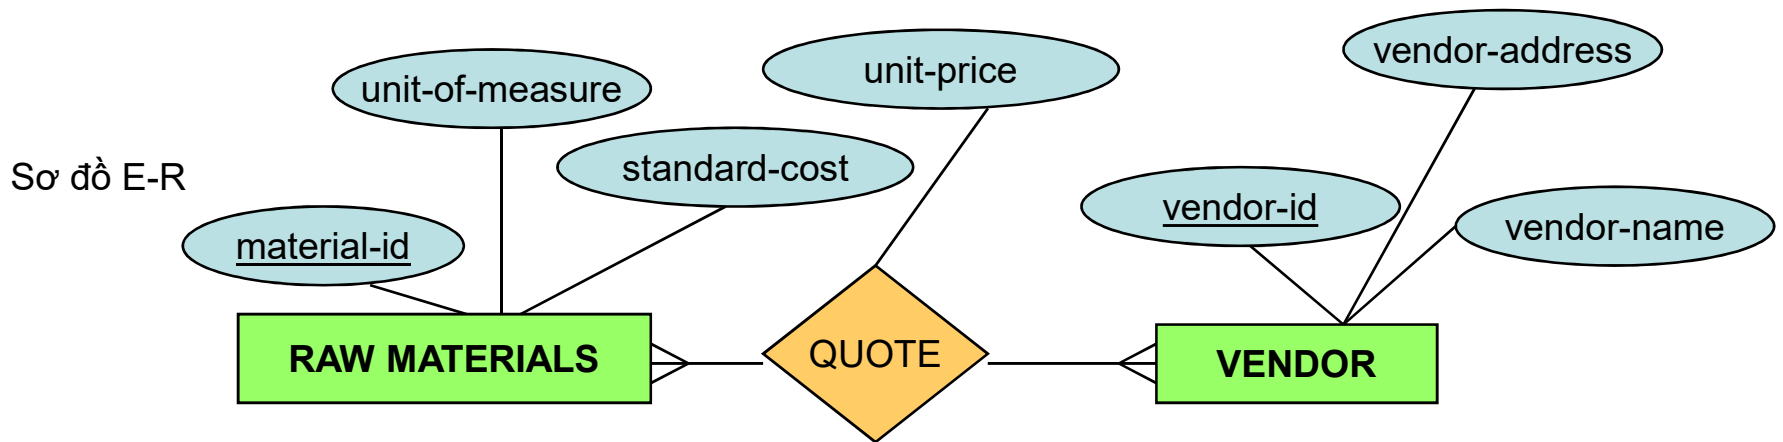 vendor-address
unit-price
unit-of-measure
standard-cost
Sơ đồ E-R
vendor-id
vendor-name
material-id
QUOTE
RAW MATERIALS
VENDOR